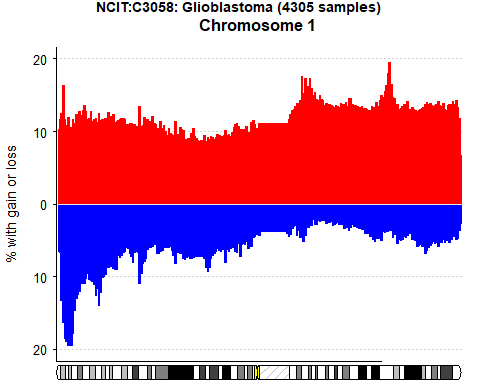 NCIT:C3058: Glioblastoma (4305 samples)
Chromosome 1
20
10
0
10
20
% with gain or loss